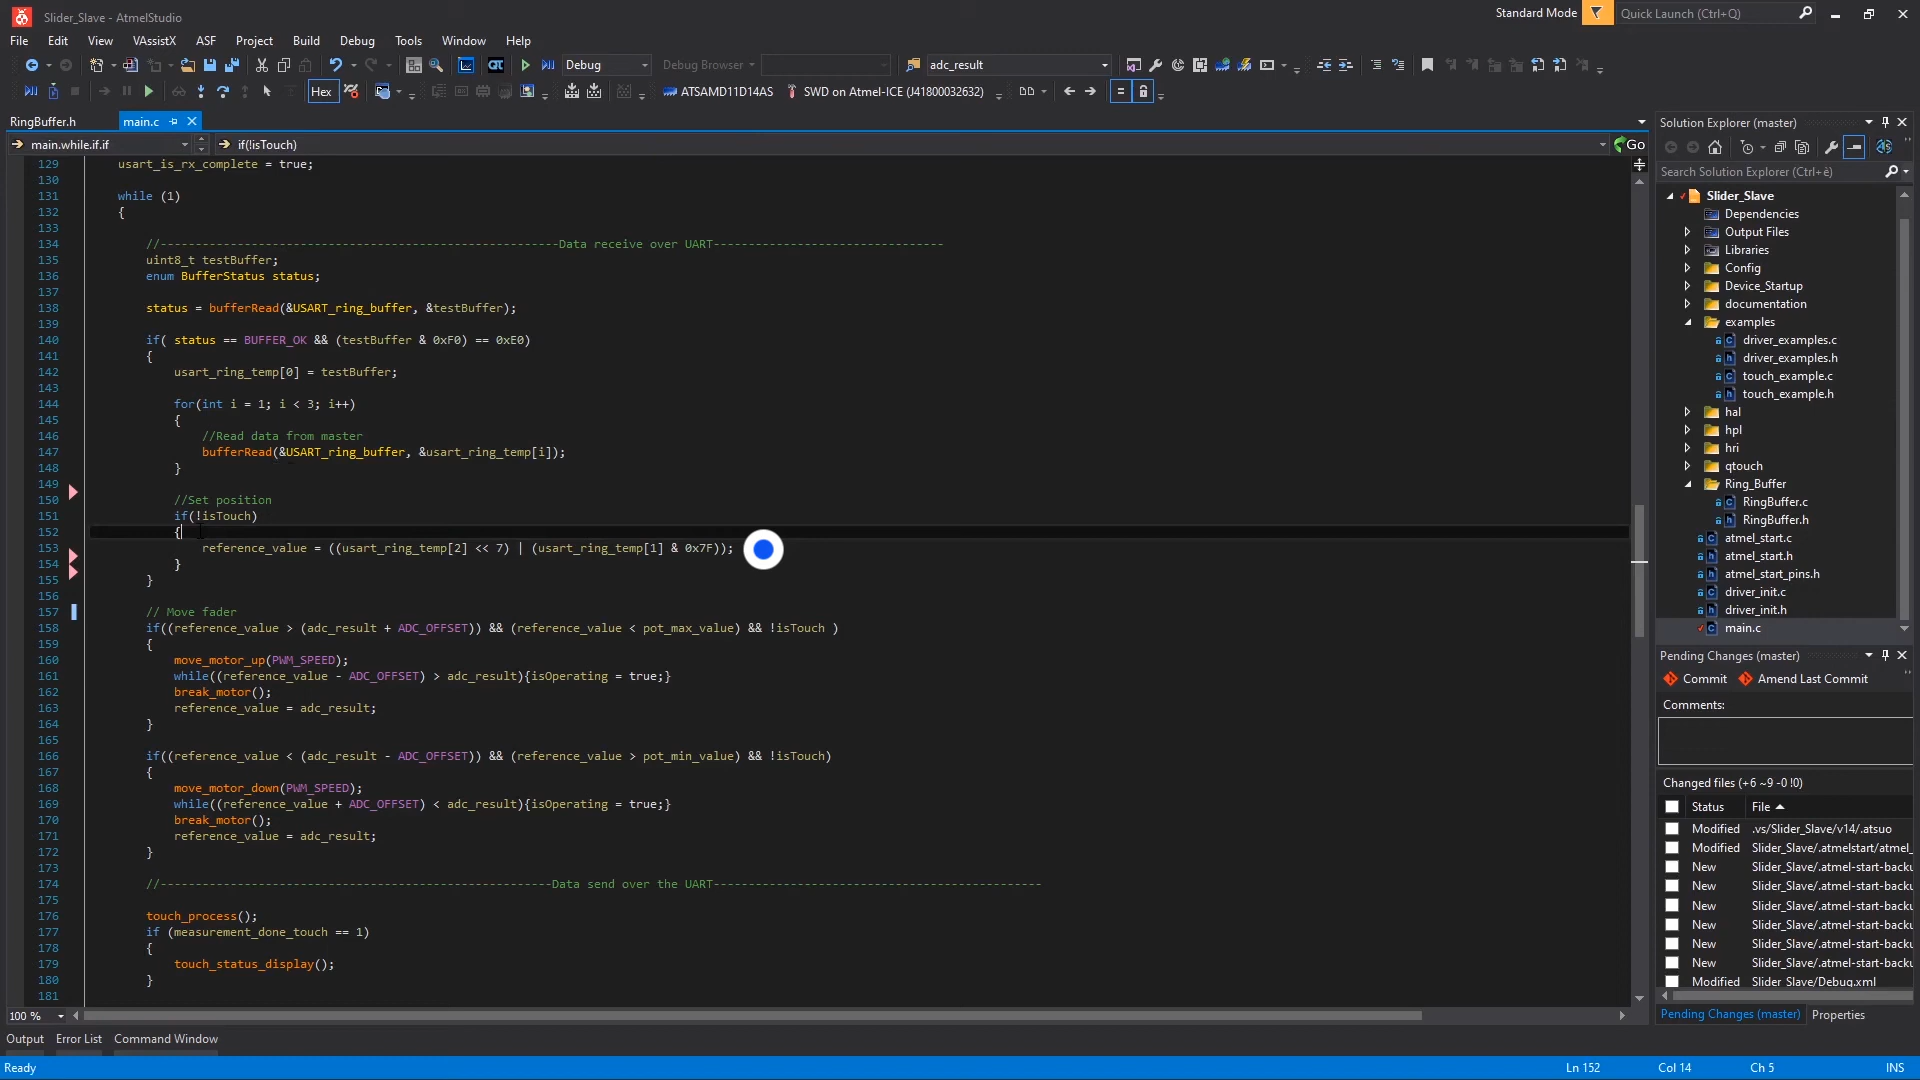 Slider_Slave - AtmelStudio
Standard Mode
Quick Launch (Ctrl+Q)
File Edit View VAssistX ASF Project Build Debug Tools Window Help
Debug Debug Browser adc_result
Hex ATSAMD11D14AS SWD on Atmel-ICE (J41800032632)
RingBuffer.h main.c
main.while.if.if if(!isTouch) Go
129 usart_is_rx_complete = true;
130
131 while (1)
132 {
133
134 //---------------------------------------------------------Data receive over UART---------------------------------
135 uint8_t testBuffer;
136 enum BufferStatus status;
137
138 status = bufferRead(&USART_ring_buffer, &testBuffer);
139
140 if( status == BUFFER_OK && (testBuffer & 0xF0) == 0xE0)
141 {
142 usart_ring_temp[0] = testBuffer;
143
144 for(int i = 1; i < 3; i++)
145 {
146 //Read data from master
147 bufferRead(&USART_ring_buffer, &usart_ring_temp[i]);
148 }
149
150 //Set position
151 if(!isTouch)
152 {
153 reference_value = ((usart_ring_temp[2] << 7) | (usart_ring_temp[1] & 0x7F));
154 }
155 }
156
157 // Move fader
158 if((reference_value > (adc_result + ADC_OFFSET)) && (reference_value < pot_max_value) && !isTouch )
159 {
160 move_motor_up(PWM_SPEED);
161 while((reference_value - ADC_OFFSET) > adc_result){isOperating = true;}
162 break_motor();
163 reference_value = adc_result;
164 }
165
166 if((reference_value < (adc_result - ADC_OFFSET)) && (reference_value > pot_min_value) && !isTouch)
167 {
168 move_motor_down(PWM_SPEED);
169 while((reference_value + ADC_OFFSET) < adc_result){isOperating = true;}
170 break_motor();
171 reference_value = adc_result;
172 }
173
174 //--------------------------------------------------------Data send over the UART-----------------------------------------------
175
176 touch_process();
177 if (measurement_done_touch == 1)
178 {
179 touch_status_display();
180 }
181
100 %
Solution Explorer (master)
Search Solution Explorer (Ctrl+è)
Slider_Slave
Dependencies
Output Files
Libraries
Config
Device_Startup
documentation
examples
driver_examples.c
driver_examples.h
touch_example.c
touch_example.h
hal
hpl
hri
qtouch
Ring_Buffer
RingBuffer.c
RingBuffer.h
atmel_start.c
atmel_start.h
atmel_start_pins.h
driver_init.c
driver_init.h
main.c
Pending Changes (master)
Commit Amend Last Commit
Comments:
Changed files (+6 ~9 -0 !0)
Status File
Modified .vs/Slider_Slave/v14/.atsuo
Modified Slider_Slave/.atmelstart/atmel_
New Slider_Slave/.atmel-start-backu
New Slider_Slave/.atmel-start-backu
New Slider_Slave/.atmel-start-backu
New Slider_Slave/.atmel-start-backu
New Slider_Slave/.atmel-start-backu
New Slider_Slave/.atmel-start-backu
Modified Slider_Slave/Debug.xml
Pending Changes (master) Properties
Output Error List Command Window
Ready Ln 152 Col 14 Ch 5 INS